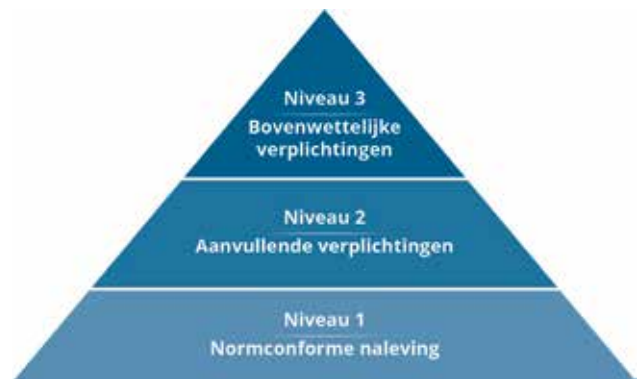 Niveau 3
Bovenwettelijke
verplichtingen
Niveau 2
Aanvullende verplichtingen
Niveau 1
Normconforme naleving